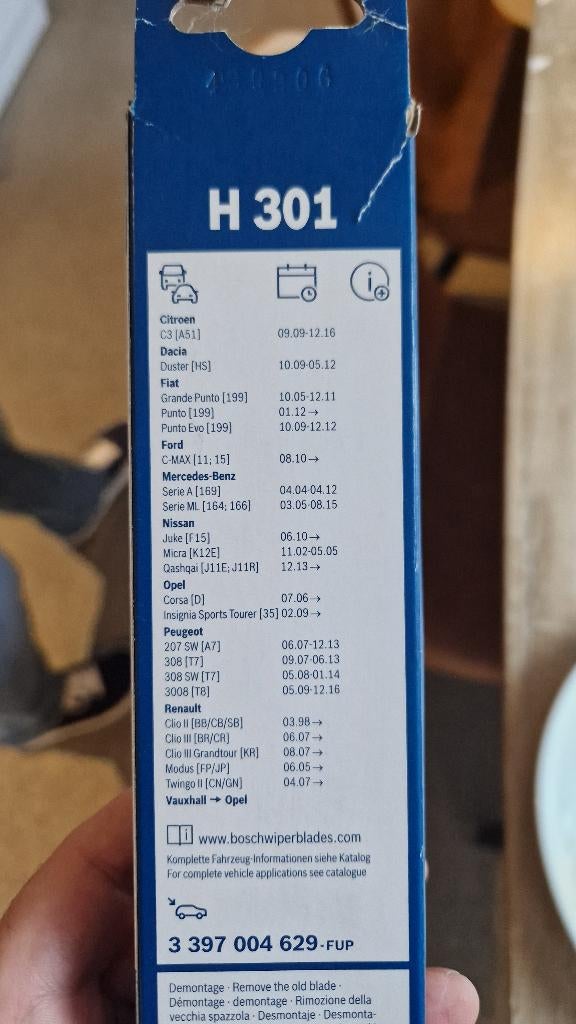 H 301
Citroen
C3 [A51] 09.09-12.16
Dacia
Duster [HS] 10.09-05.12
Fiat
Grande Punto [199] 10.05-12.11
Punto [199] 01.12→
Punto Evo [199] 10.09-12.12
Ford
C-MAX [11; 15] 08.10→
Mercedes-Benz
Serie A [169] 04.04-04.12
Serie ML [164; 166] 03.05-08.15
Nissan
Juke [F15] 06.10→
Micra [K12E] 11.02-05.05
Qashqai [J11E; J11R] 12.13→
Opel
Corsa [D] 07.06→
Insignia Sports Tourer [35] 02.09→
Peugeot
207 SW [A7] 06.07-12.13
308 [T7] 09.07-06.13
308 SW [T7] 05.08-01.14
3008 [T8] 05.09-12.16
Renault
Clio II [BB/CB/SB] 03.98→
Clio III [BR/CR] 06.07→
Clio III Grandtour [KR] 08.07→
Modus [FP/JP] 06.05→
Twingo II [CN/GN] 04.07→
Vauxhall → Opel
www.boschwiperblades.com
Komplette Fahrzeug-Informationen siehe Katalog
For complete vehicle applications see catalogue
3 397 004 629-FUP
Demontage · Remove the old blade ·
Démontage · demontage · Rimozione della
vecchia spazzola · Desmontaje · Desmonta-